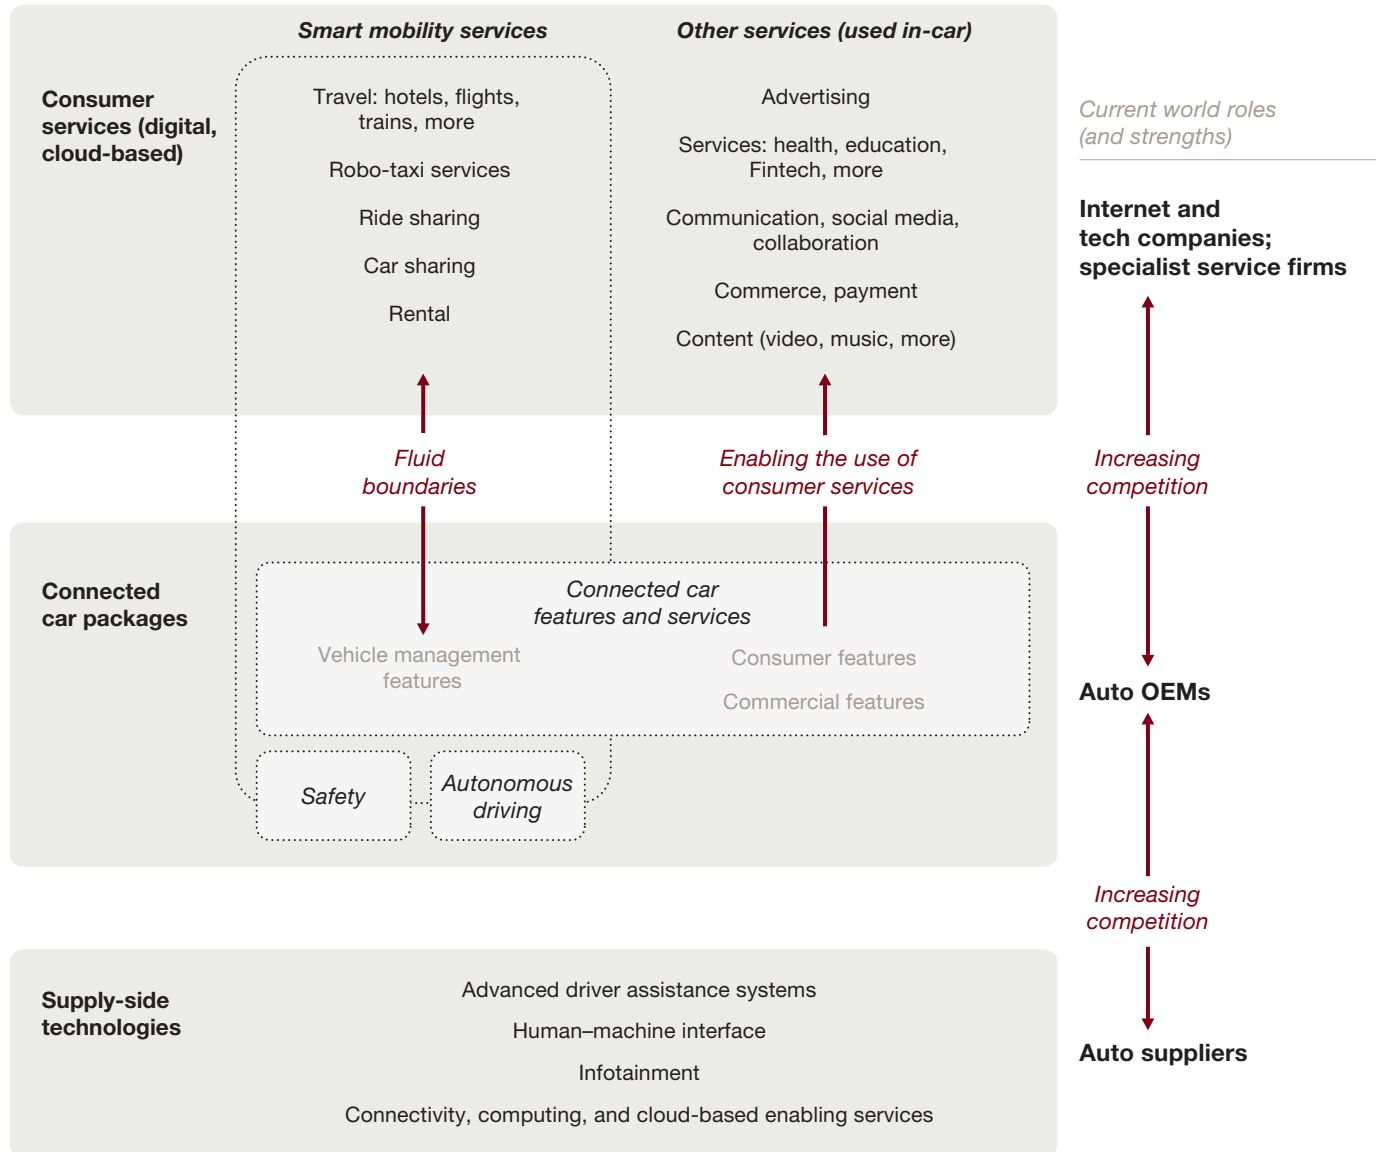 Smart mobility services
Other services (used in-car)
Consumer
services (digital,
cloud-based)
Travel: hotels, flights,
trains, more
Robo-taxi services
Ride sharing
Car sharing
Rental
Advertising
Services: health, education,
Fintech, more
Communication, social media,
collaboration
Commerce, payment
Content (video, music, more)
Current world roles
(and strengths)
Internet and
tech companies;
specialist service firms
Fluid
boundaries
Enabling the use of
consumer services
Increasing
competition
Connected
car packages
Connected car
features and services
Vehicle management
features
Consumer features
Commercial features
Safety
Autonomous
driving
Auto OEMs
Increasing
competition
Supply-side
technologies
Advanced driver assistance systems
Human–machine interface
Infotainment
Connectivity, computing, and cloud-based enabling services
Auto suppliers